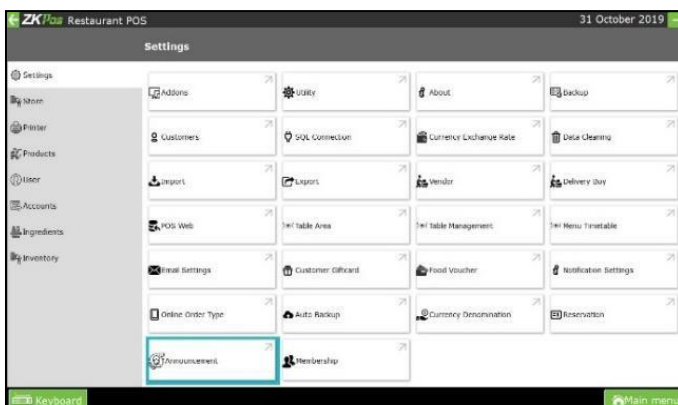 ZKPos Restaurant POS 31 October 2019
Settings
Settings
Store
Printer
Products
User
Accounts
Ingredients
Inventory
Addons Utility About Backup
Customers SQL Connection Currency Exchange Rate Data Cleaning
Import Export Vendor Delivery Boy
POS Web Table Area Table Management Menu Timetable
Email Settings Customer Giftcard Food Voucher Notification Settings
Online Order Type Auto Backup Currency Denomination Reservation
Announcement Membership
Keyboard Main menu